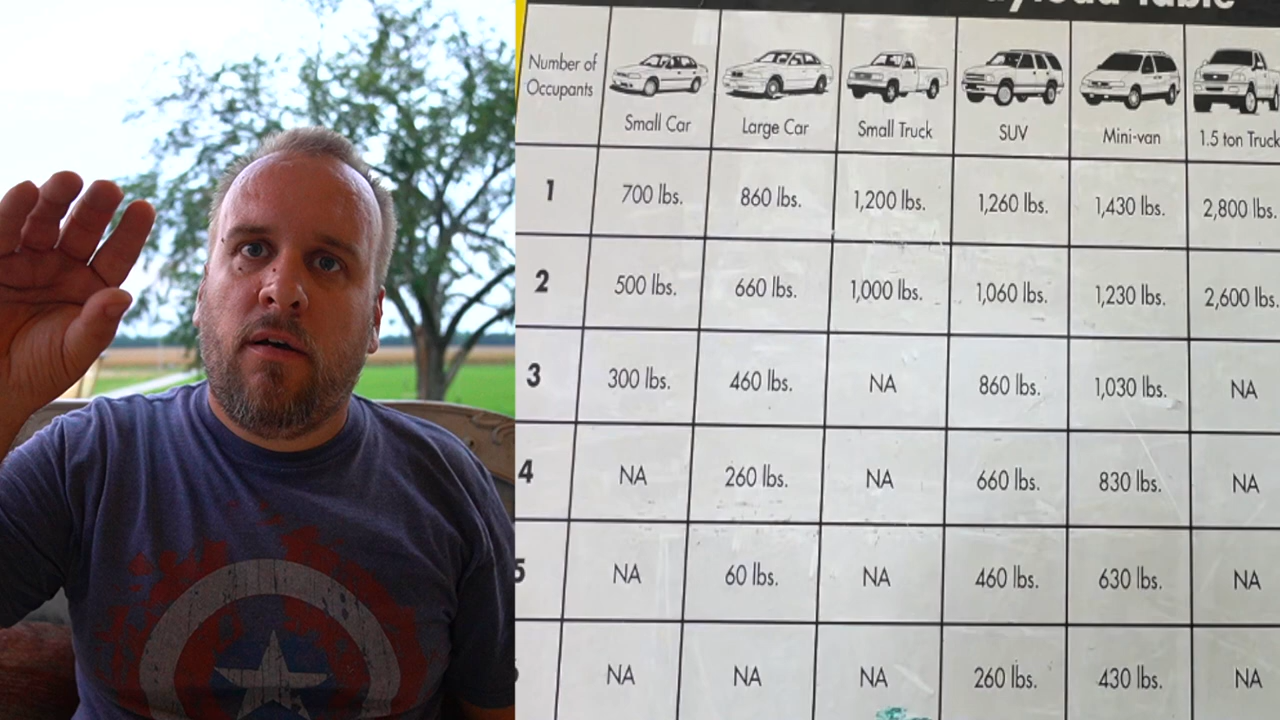 Table
Number of
Occupants
Small Car
Large Car
Small Truck
SUV
Mini-van
1.5 ton Truck
1 700 lbs. 860 lbs. 1,200 lbs. 1,260 lbs. 1,430 lbs. 2,800 lbs.
2 500 lbs. 660 lbs. 1,000 lbs. 1,060 lbs. 1,230 lbs. 2,600 lbs.
3 300 lbs. 460 lbs. NA 860 lbs. 1,030 lbs. NA
4 NA 260 lbs. NA 660 lbs. 830 lbs. NA
5 NA 60 lbs. NA 460 lbs. 630 lbs. NA
NA NA NA 260 lbs. 430 lbs. NA